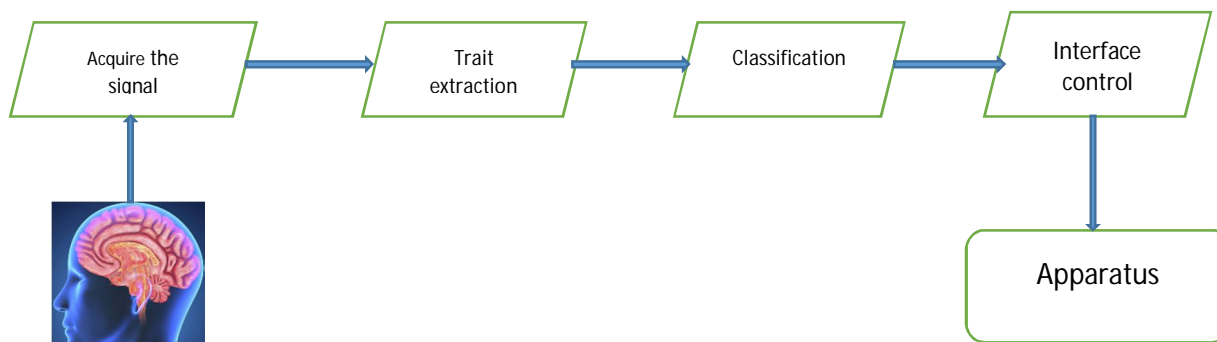 Acquire the
signal
Trait
extraction
Classification
Interface
control
Apparatus